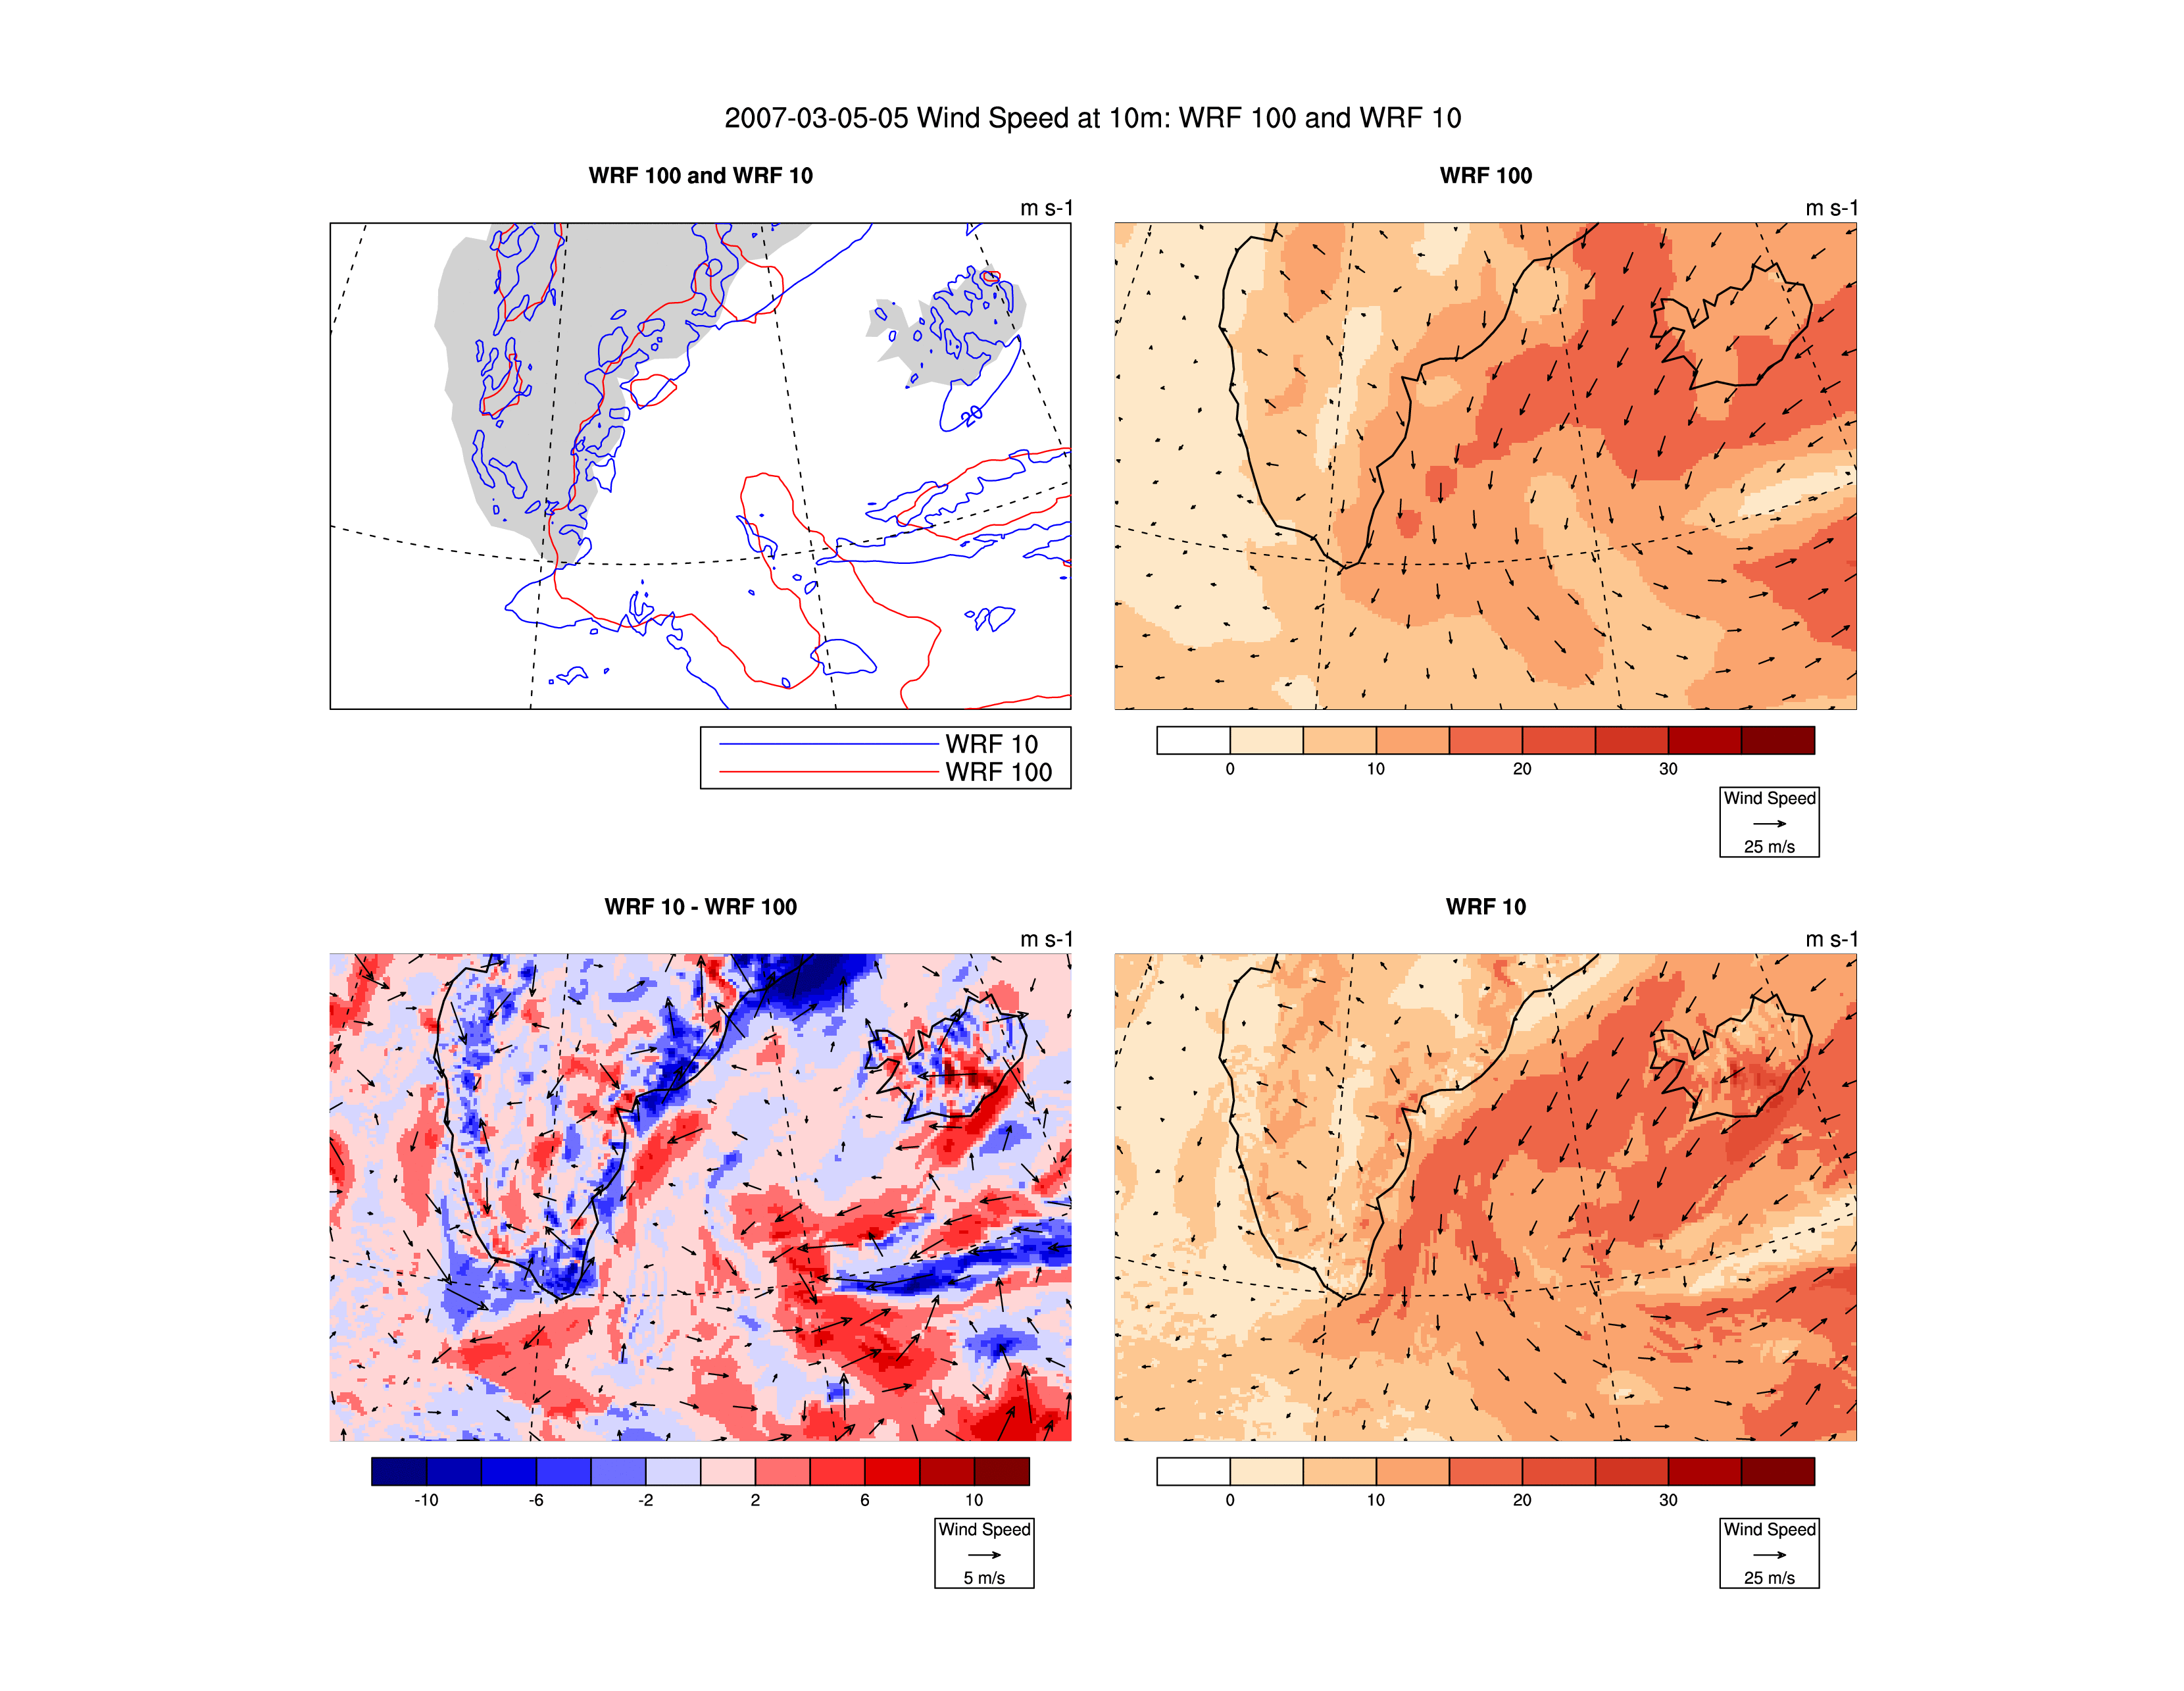 2007-03-05-05 Wind Speed at 10m: WRF 100 and WRF 10
WRF 100 and WRF 10
m s-1
20
WRF 10
WRF 100
WRF 100
m s-1
0 10 20 30
Wind Speed
25 m/s
WRF 10 - WRF 100
m s-1
-10 -6 -2 2 6 10
Wind Speed
5 m/s
WRF 10
m s-1
0 10 20 30
Wind Speed
25 m/s